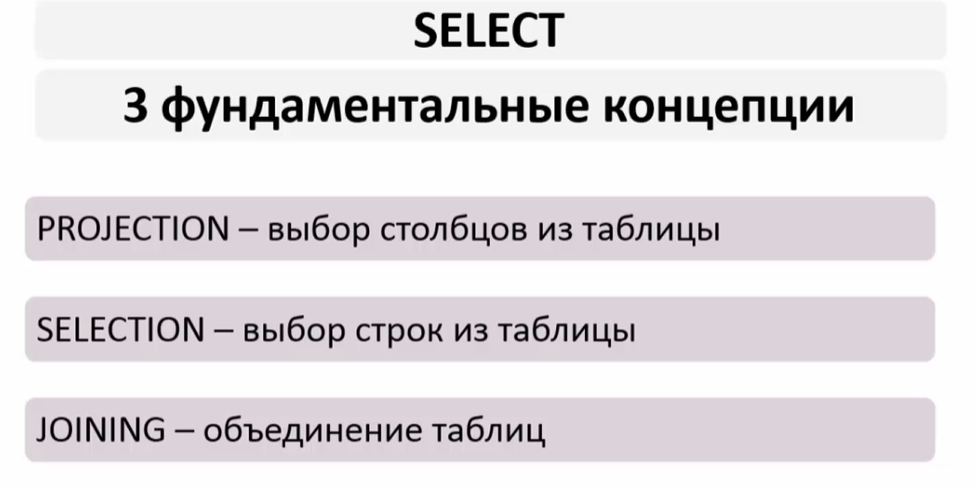 SELECT
3 фундаментальные концепции
PROJECTION – выбор столбцов из таблицы
SELECTION – выбор строк из таблицы
JOINING – объединение таблиц